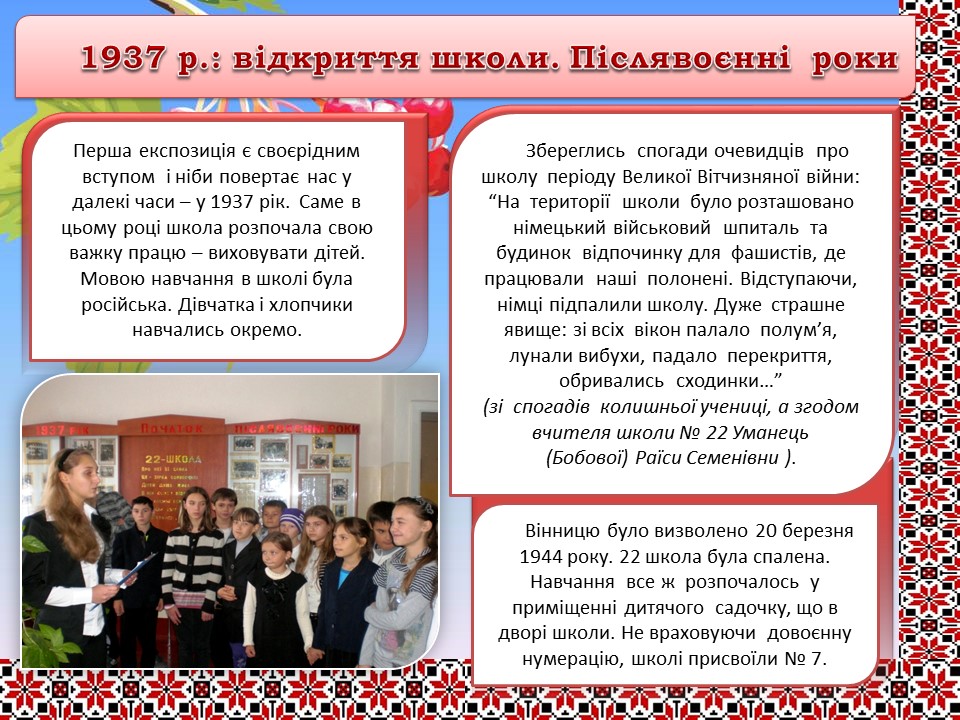 1937 р.: відкриття школи. Післявоєнні роки
Перша експозиція є своєрідним
вступом і ніби повертає нас у
далекі часи – у 1937 рік. Саме в
цьому році школа розпочала свою
важку працю – виховувати дітей.
Мовою навчання в школі була
російська. Дівчатка і хлопчики
навчались окремо.
Збереглись спогади очевидців про
школу періоду Великої Вітчизняної війни:
“На території школи було розташовано
німецький військовий шпиталь та
будинок відпочинку для фашистів, де
працювали наші полонені. Відступаючи,
німці підпалили школу. Дуже страшне
явище: зі всіх вікон палало полум’я,
лунали вибухи, падало перекриття,
обривались сходинки…”
(зі спогадів колишньої учениці, а згодом
вчителя школи № 22 Уманець
(Бобової) Раїси Семенівни ).
1937 рік
Початок
Післявоєнні роки
22-школа
Вінницю було визволено 20 березня
1944 року. 22 школа була спалена.
Навчання все ж розпочалось у
приміщенні дитячого садочку, що в
дворі школи. Не враховуючи довоєнну
нумерацію, школі присвоїли № 7.